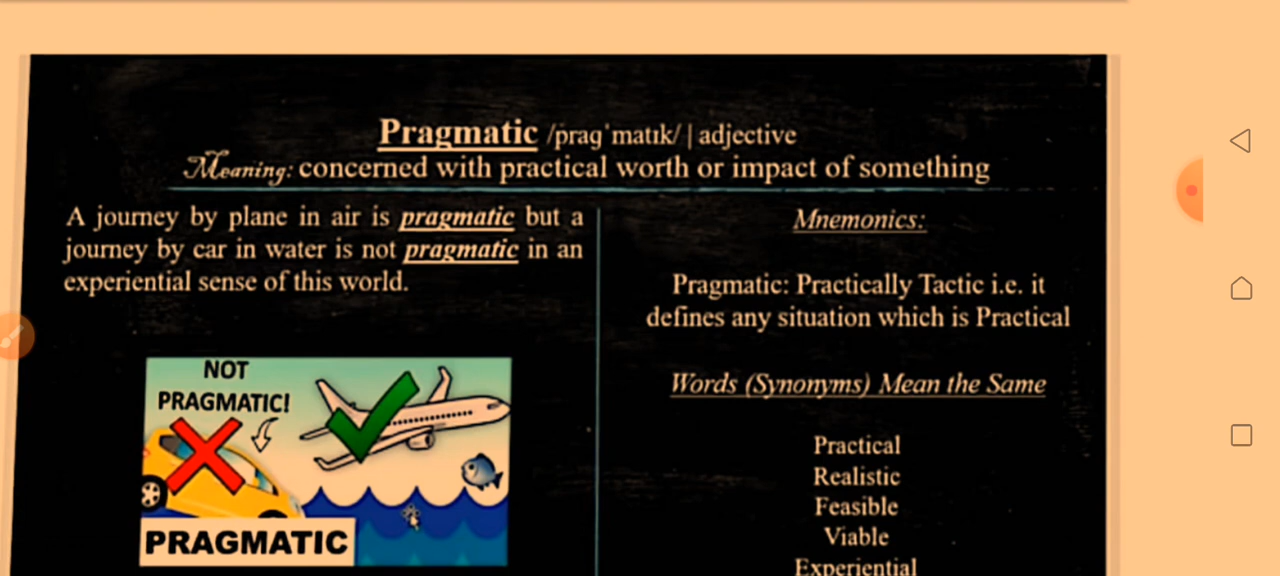 Pragmatic /pragˈmatɪk/ | adjective
Meaning: concerned with practical worth or impact of something
A journey by plane in air is pragmatic but a
journey by car in water is not pragmatic in an
experiential sense of this world.
NOT
PRAGMATIC!
PRAGMATIC
Mnemonics:
Pragmatic: Practically Tactic i.e. it
defines any situation which is Practical
Words (Synonyms) Mean the Same
Practical
Realistic
Feasible
Viable
Experiential